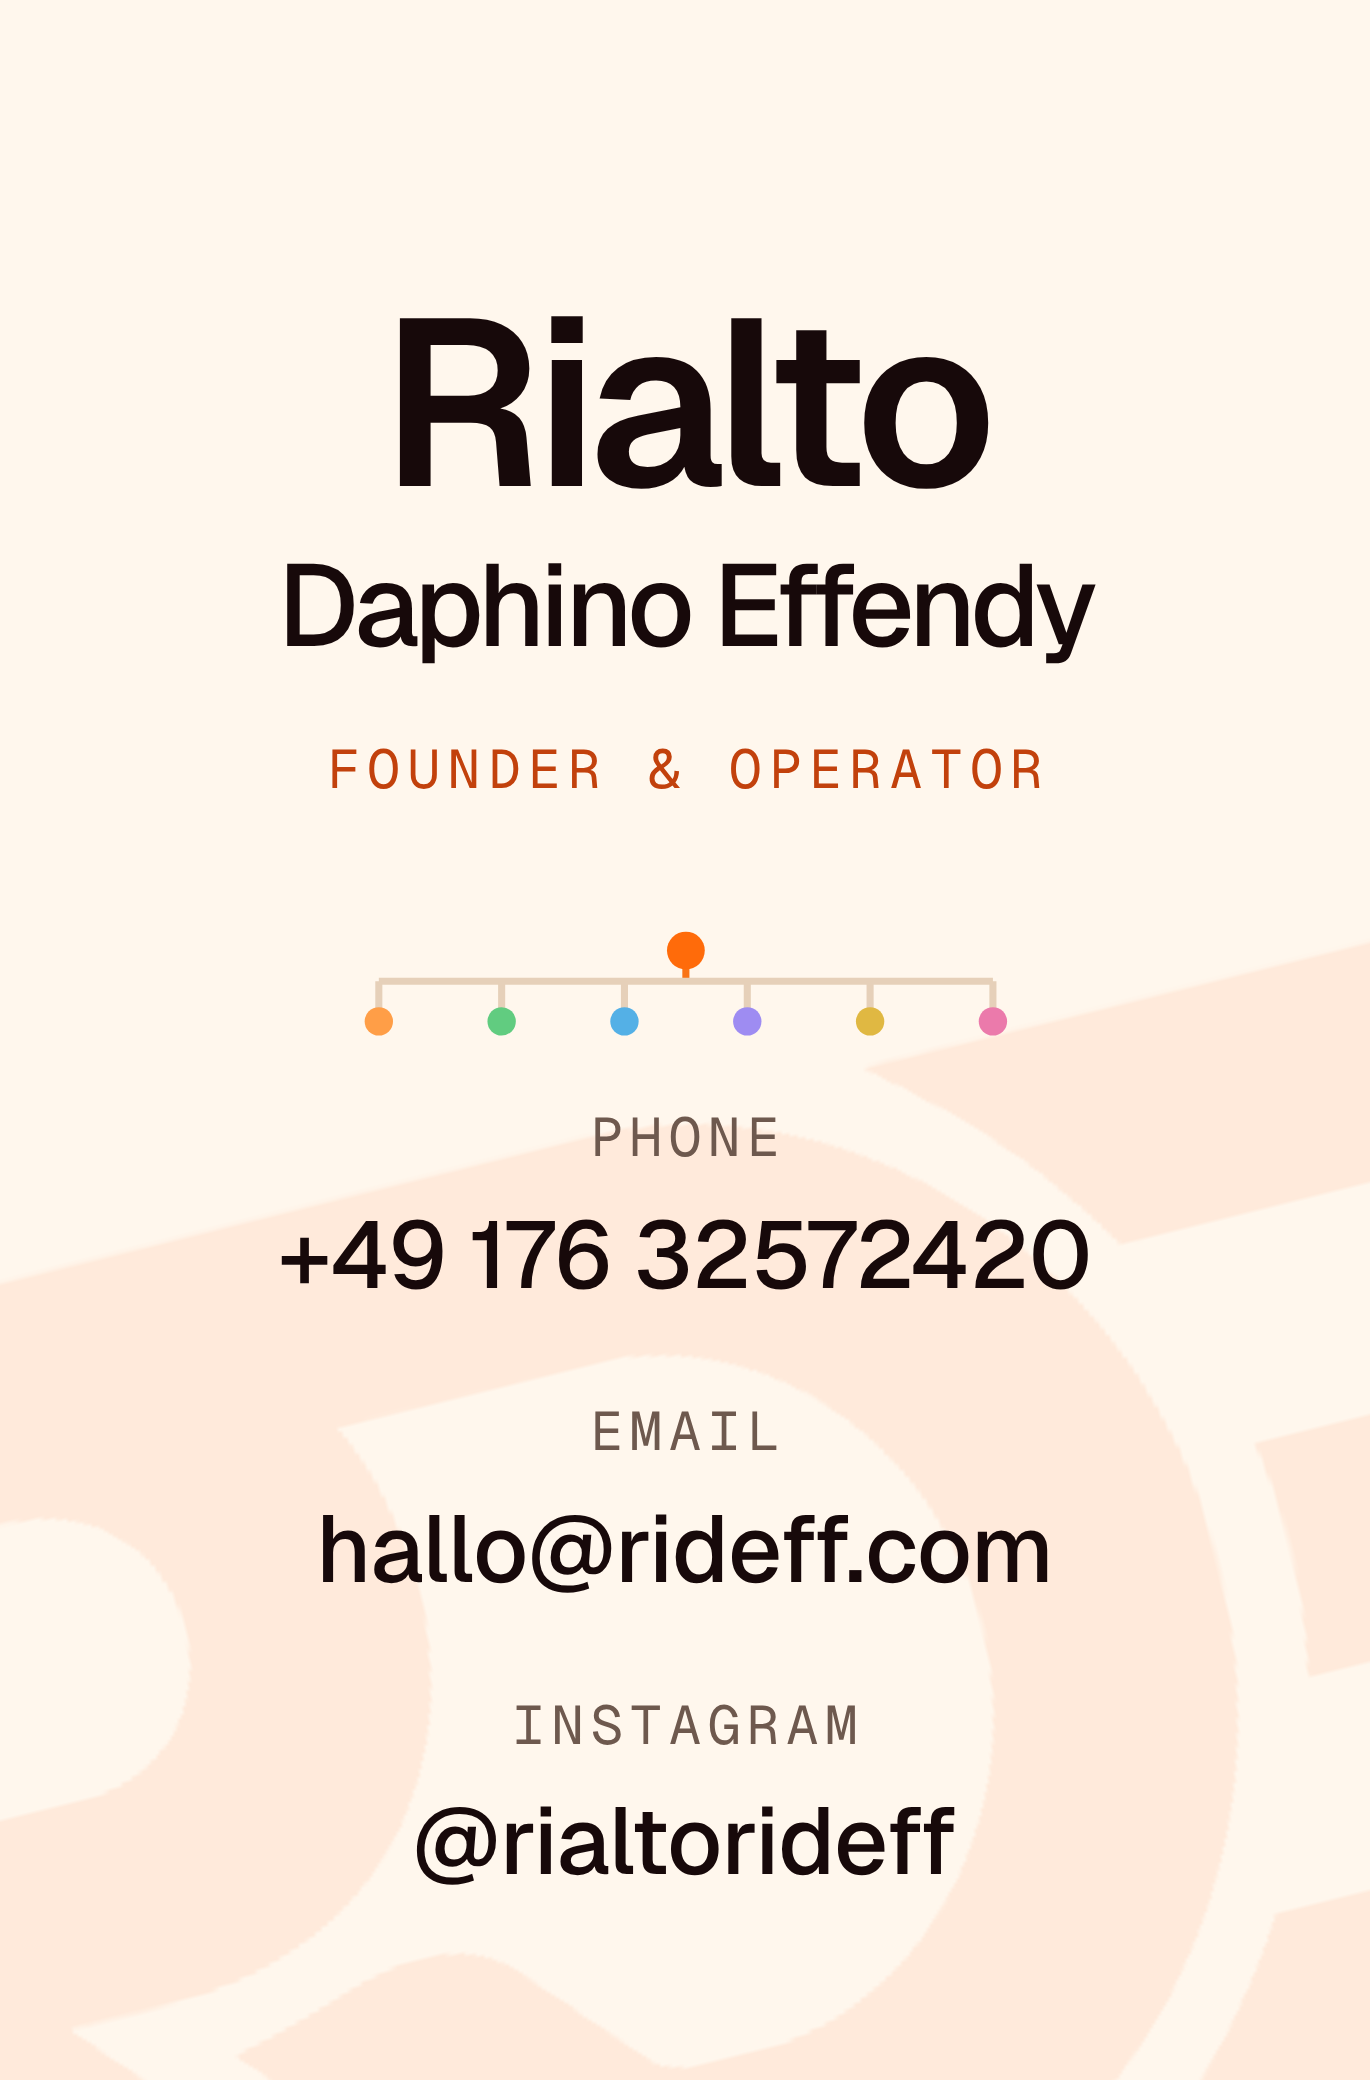 Rialto
Daphino Effendy
FOUNDER & OPERATOR
PHONE
+49 176 32572420
EMAIL
hallo@rideff.com
INSTAGRAM
@rialtorideff